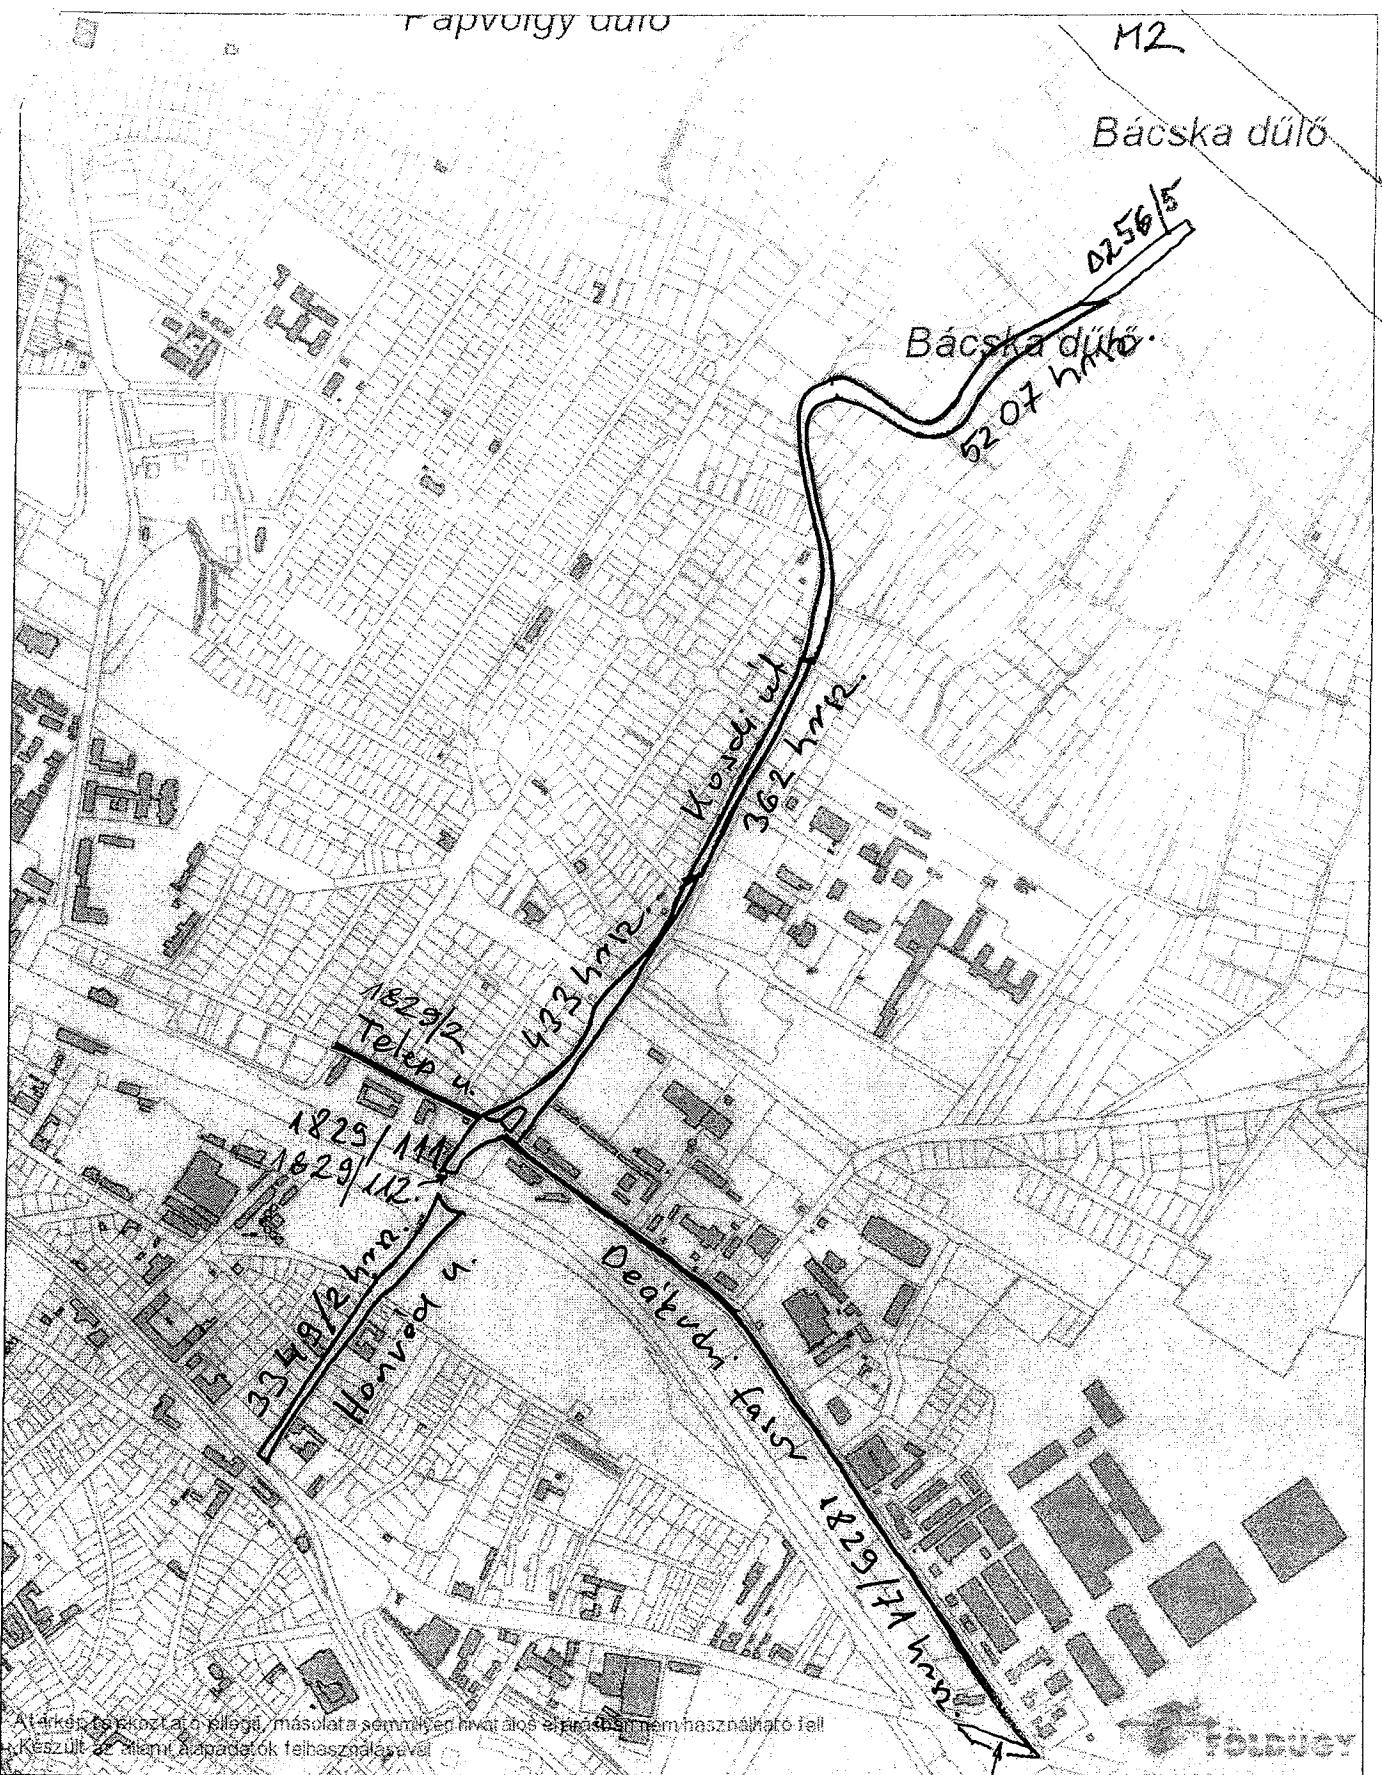 Papvölgy dűlő
M2
Bácska dűlő
0256/5
Bácska dűlő
5207 hrsz.
Kosdi út
362 hrsz.
433 hrsz.
1829/2
Telep u.
1829/111
1829/112
3349/2 hrsz.
Honvéd u.
Deákvári fasor
1829/71 hrsz.
A térkép tájékoztató jellegű, másolata semmilyen hivatalos eljárásban nem használható fel!
Készült az állami alapadatok felhasználásával
FÖLDÜGY